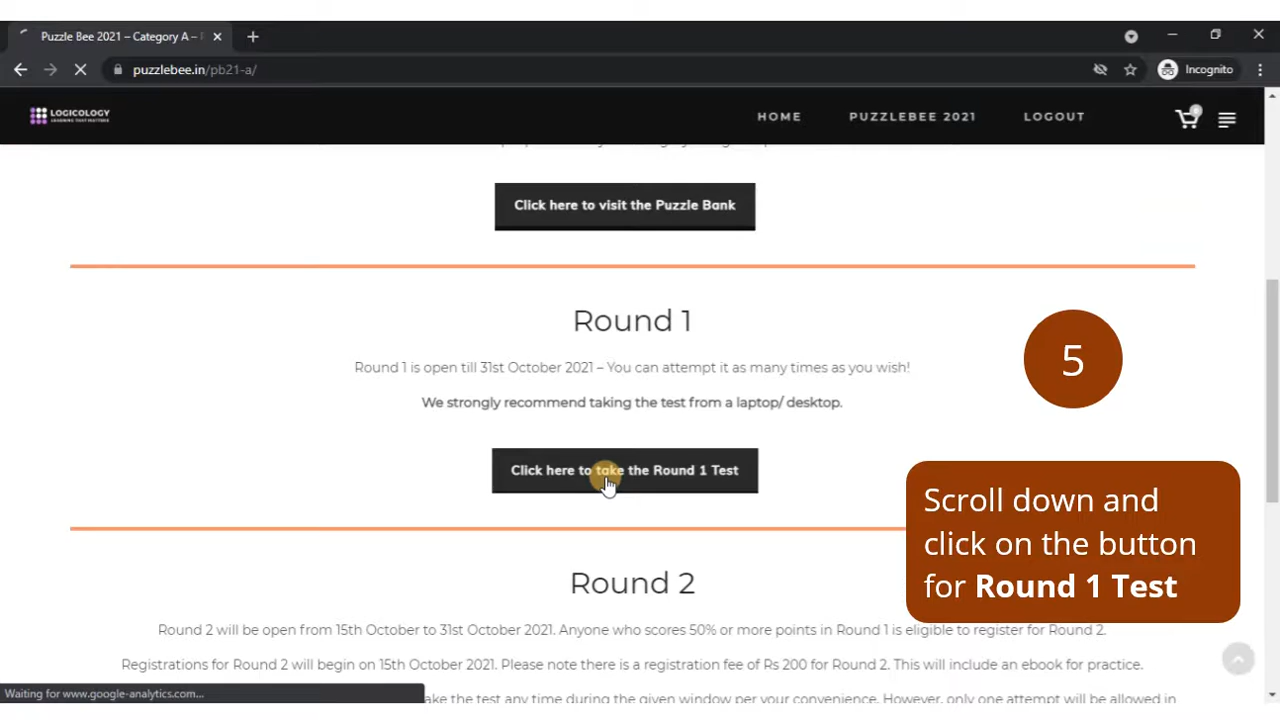 Puzzle Bee 2021 – Category A –
puzzlebee.in/pb21-a/
Incognito
LOGICOLOGY
LEARNING THAT MATTERS
HOME
PUZZLEBEE 2021
LOGOUT
0
Click here to visit the Puzzle Bank
Round 1
5
Round 1 is open till 31st October 2021 – You can attempt it as many times as you wish!
We strongly recommend taking the test from a laptop/ desktop.
Click here to take the Round 1 Test
Scroll down and
click on the button
for Round 1 Test
Round 2
Round 2 will be open from 15th October to 31st October 2021. Anyone who scores 50% or more points in Round 1 is eligible to register for Round 2.
Registrations for Round 2 will begin on 15th October 2021. Please note there is a registration fee of Rs 200 for Round 2. This will include an ebook for practice.
Waiting for www.google-analytics.com...
ake the test any time during the given window per your convenience. However, only one attempt will be allowed in